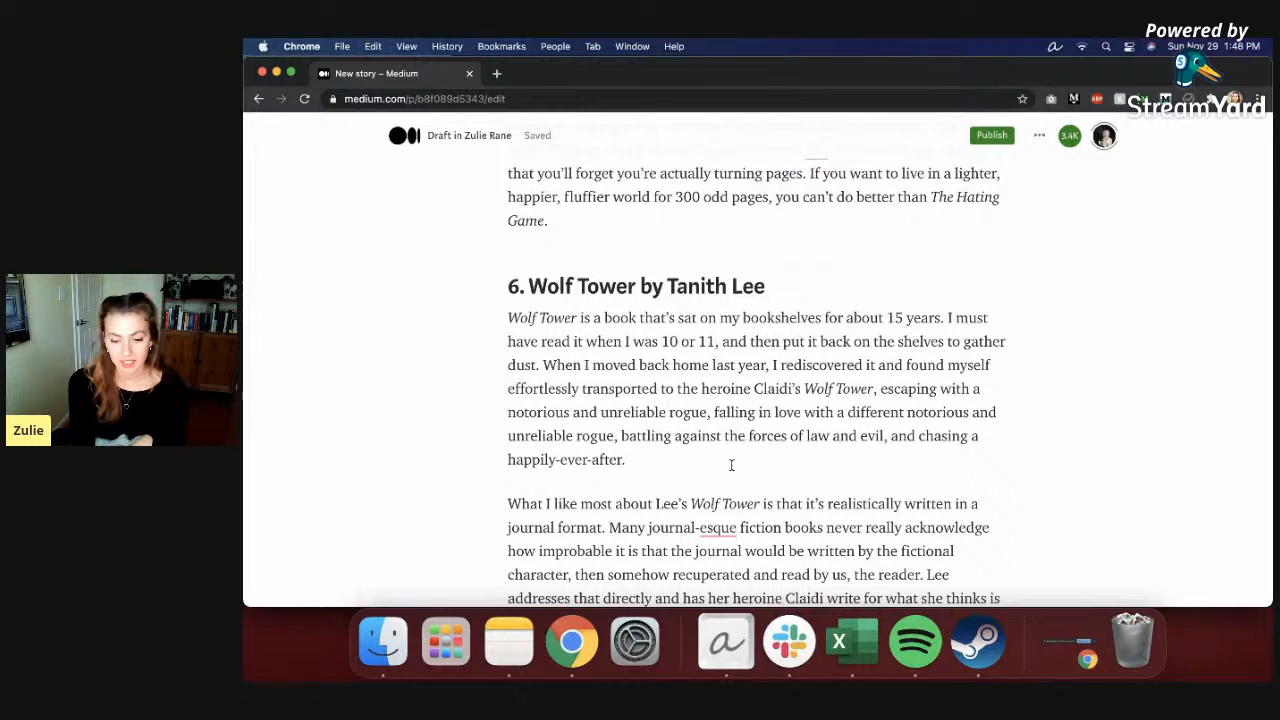 Powered by
StreamYard
Chrome File Edit View History Bookmarks People Tab Window Help
Sun Nov 29 1:48 PM
New story – Medium
medium.com/p/b8f089d6343/edit
Draft in Zulie Rane Saved
Publish
3.4K
that you'll forget you're actually turning pages. If you want to live in a lighter,
happier, fluffier world for 300 odd pages, you can't do better than The Hating
Game.
6. Wolf Tower by Tanith Lee
Wolf Tower is a book that's sat on my bookshelves for about 15 years. I must
have read it when I was 10 or 11, and then put it back on the shelves to gather
dust. When I moved back home last year, I rediscovered it and found myself
effortlessly transported to the heroine Claidi's Wolf Tower, escaping with a
notorious and unreliable rogue, falling in love with a different notorious and
unreliable rogue, battling against the forces of law and evil, and chasing a
happily-ever-after.
What I like most about Lee's Wolf Tower is that it's realistically written in a
journal format. Many journal-esque fiction books never really acknowledge
how improbable it is that the journal would be written by the fictional
character, then somehow recuperated and read by us, the reader. Lee
addresses that directly and has her heroine Claidi write for what she thinks is
Zulie